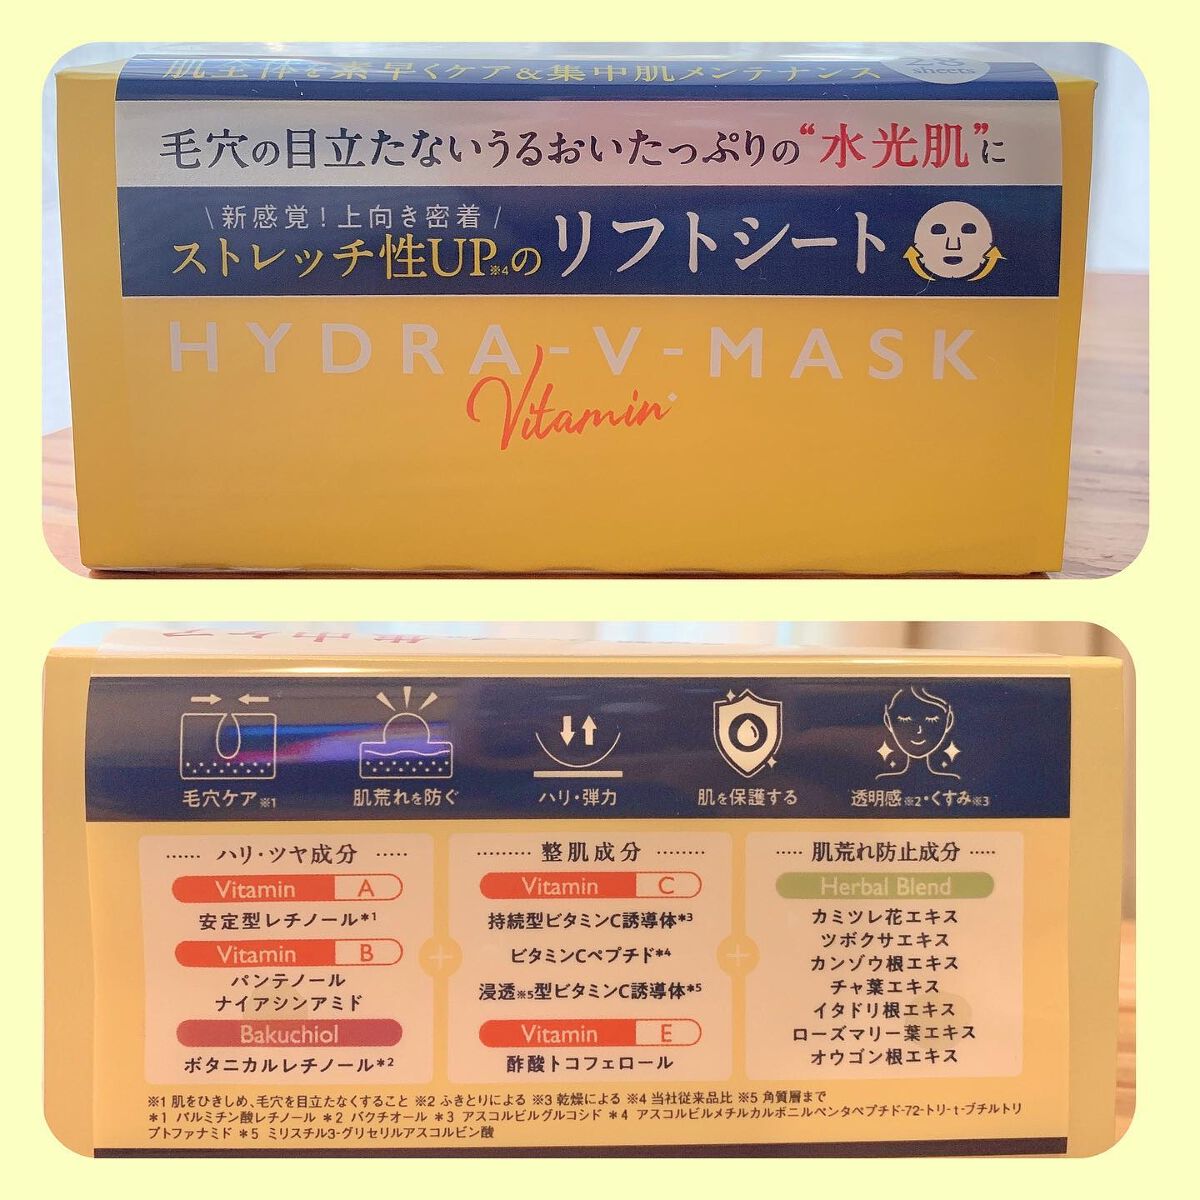 肌全体を素早くケア&集中肌メンテナンス
28
sheets
毛穴の目立たないうるおいたっぷりの“水光肌”に
\新感覚!上向き密着/
ストレッチ性UP※4のリフトシート
HYDRA-V-MASK
Vitamin
集中ケア
毛穴ケア※1
肌荒れを防ぐ
ハリ・弾力
肌を保護する
透明感※2・くすみ※3
ハリ・ツヤ成分
Vitamin A
安定型レチノール*1
Vitamin B
パンテノール
ナイアシンアミド
Bakuchiol
ボタニカルレチノール*2
整肌成分
Vitamin C
持続型ビタミンC誘導体*3
ビタミンCペプチド*4
浸透※5型ビタミンC誘導体*5
Vitamin E
酢酸トコフェロール
肌荒れ防止成分
Herbal Blend
カミツレ花エキス
ツボクサエキス
カンゾウ根エキス
チャ葉エキス
イタドリ根エキス
ローズマリー葉エキス
オウゴン根エキス
※1 肌をひきしめ、毛穴を目立たなくすること ※2 ふきとりによる ※3 乾燥による ※4 当社従来品比 ※5 角質層まで
*1 パルミチン酸レチノール *2 バクチオール *3 アスコルビルグルコシド *4 アスコルビルメチルカルボニルペンタペプチド-72-トリ-t-ブチルトリ
プトファナミド *5 ミリスチル3-グリセリルアスコルビン酸